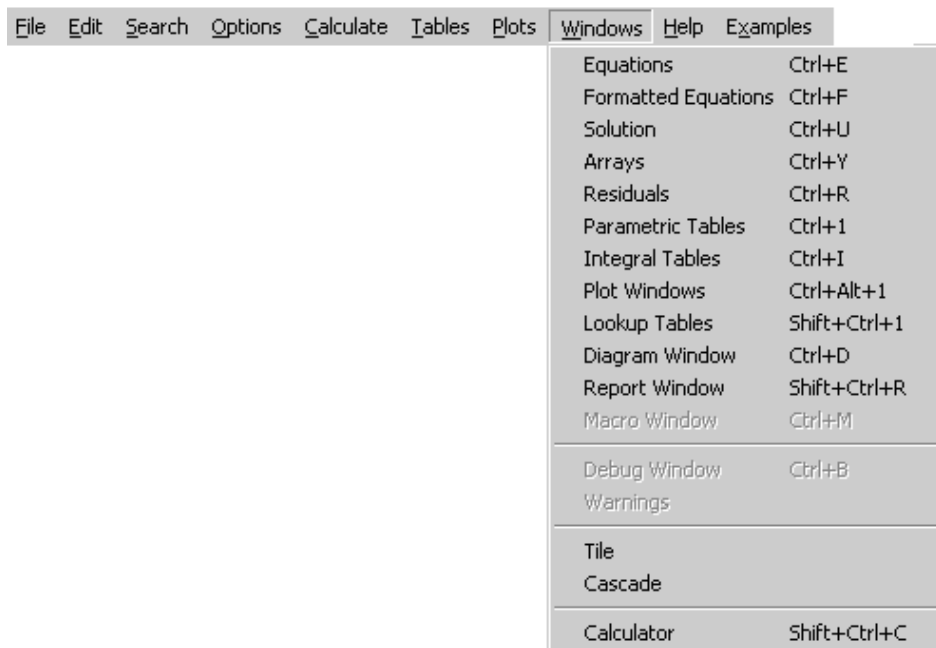 File Edit Search Options Calculate Tables Plots Windows Help Examples
Equations Ctrl+E
Formatted Equations Ctrl+F
Solution Ctrl+U
Arrays Ctrl+Y
Residuals Ctrl+R
Parametric Tables Ctrl+1
Integral Tables Ctrl+I
Plot Windows Ctrl+Alt+1
Lookup Tables Shift+Ctrl+1
Diagram Window Ctrl+D
Report Window Shift+Ctrl+R
Macro Window Ctrl+M
Debug Window Ctrl+B
Warnings
Tile
Cascade
Calculator Shift+Ctrl+C